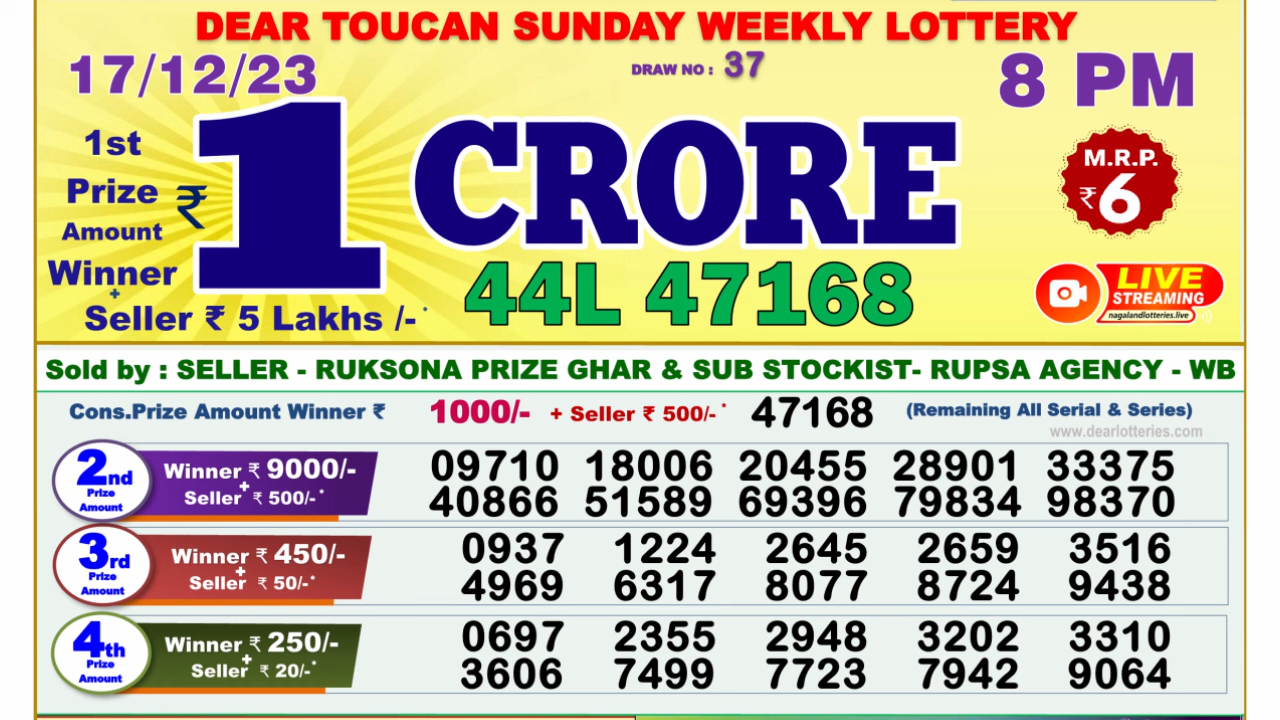 DEAR TOUCAN SUNDAY WEEKLY LOTTERY
17/12/23
DRAW NO : 37
8 PM
1st
Prize
Amount
Winner
+
Seller ₹ 5 Lakhs /-*
₹ 1 CRORE
44L 47168
M.R.P.
₹6
LIVE
STREAMING
nagalandlotteries.live
Sold by : SELLER - RUKSONA PRIZE GHAR & SUB STOCKIST- RUPSA AGENCY - WB
Cons.Prize Amount Winner ₹ 1000/- + Seller ₹ 500/-* 47168 (Remaining All Serial & Series)
www.dearlotteries.com
2nd
Prize
Amount
Winner ₹ 9000/-
+
Seller ₹ 500/-*
09710 18006 20455 28901 33375
40866 51589 69396 79834 98370
3rd
Prize
Amount
Winner ₹ 450/-
+
Seller ₹ 50/-*
0937 1224 2645 2659 3516
4969 6317 8077 8724 9438
4th
Prize
Amount
Winner ₹ 250/-
+
Seller ₹ 20/-*
0697 2355 2948 3202 3310
3606 7499 7723 7942 9064